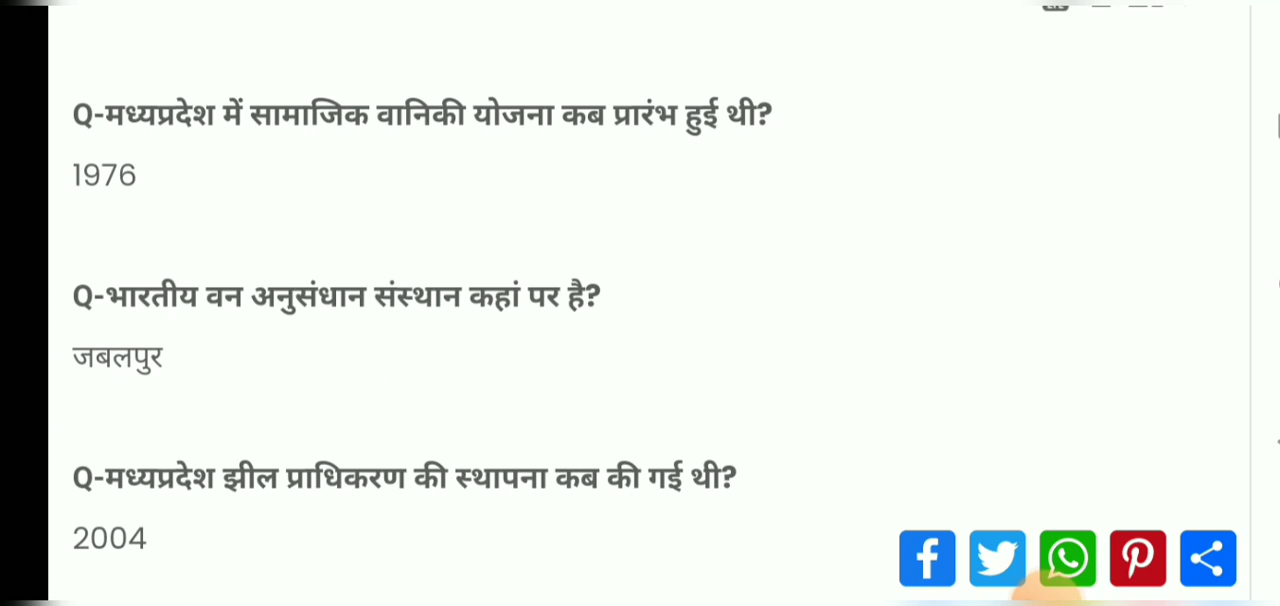 Q-मध्यप्रदेश में सामाजिक वानिकी योजना कब प्रारंभ हुई थी?
1976
Q-भारतीय वन अनुसंधान संस्थान कहां पर है?
जबलपुर
Q-मध्यप्रदेश झील प्राधिकरण की स्थापना कब की गई थी?
2004